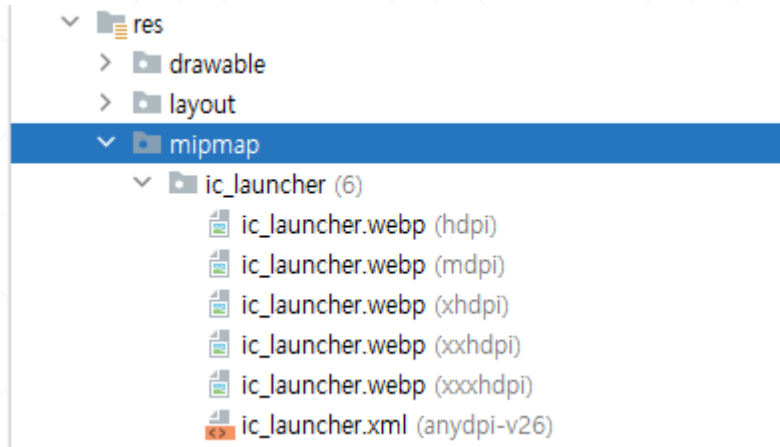 res
drawable
layout
mipmap
ic_launcher (6)
ic_launcher.webp (hdpi)
ic_launcher.webp (mdpi)
ic_launcher.webp (xhdpi)
ic_launcher.webp (xxhdpi)
ic_launcher.webp (xxxhdpi)
ic_launcher.xml (anydpi-v26)